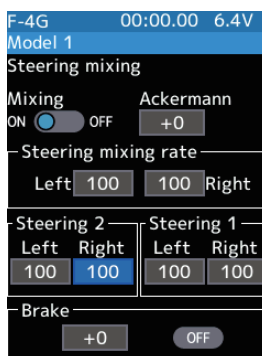 F-4G 00:00.00 6.4V
Model 1
Steering mixing
Mixing Ackermann
ON OFF +0
Steering mixing rate
Left 100 100 Right
Steering 2 Steering 1
Left Right Left Right
100 100 100 100
Brake
+0 OFF